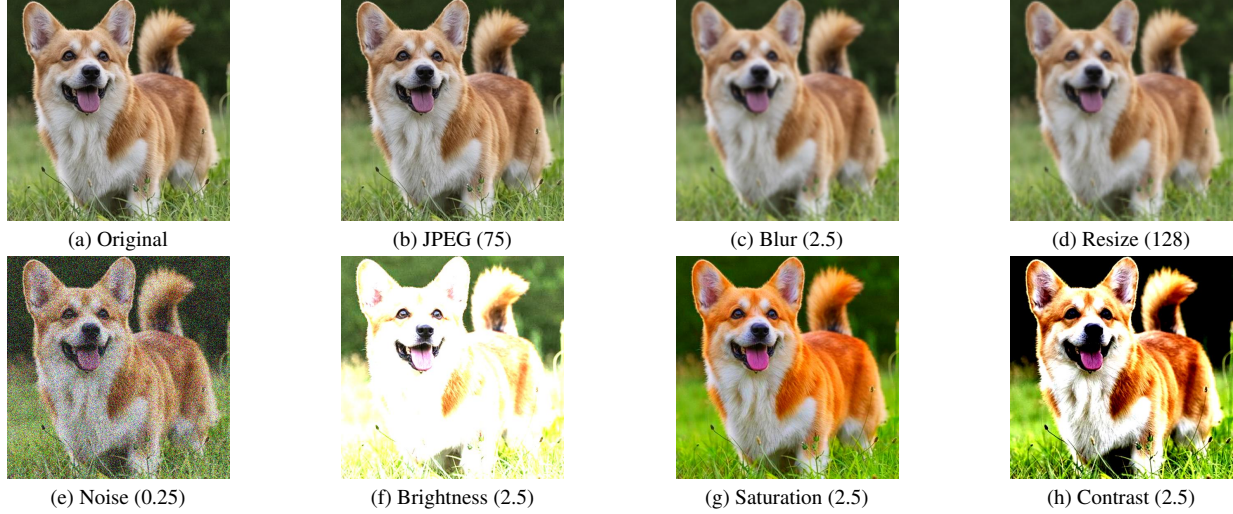 (a) Original
(b) JPEG (75)
(c) Blur (2.5)
(d) Resize (128)
(e) Noise (0.25)
(f) Brightness (2.5)
(g) Saturation (2.5)
(h) Contrast (2.5)